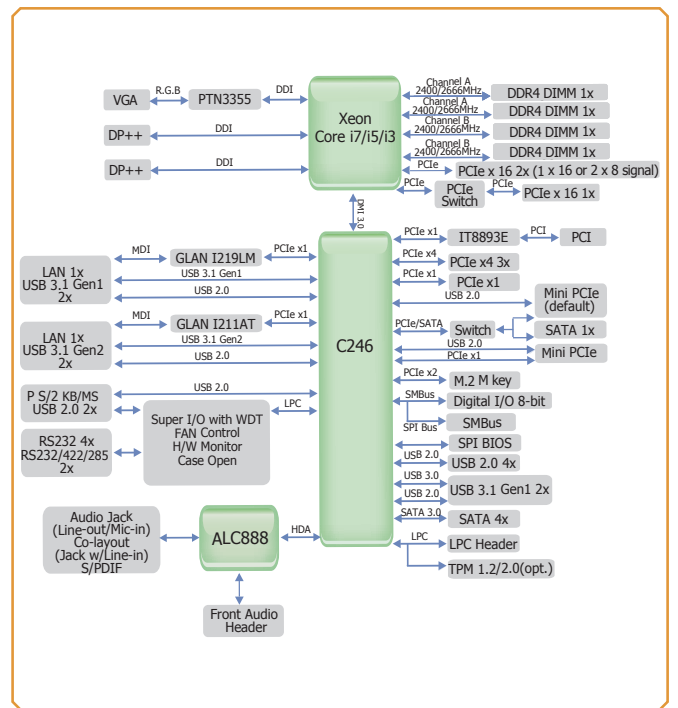 Channel A
2400/2666MHz
DDR4 DIMM 1x
Channel A
2400/2666MHz
DDR4 DIMM 1x
Channel B
2400/2666MHz
DDR4 DIMM 1x
Channel B
2400/2666MHz
DDR4 DIMM 1x
VGA
R.G.B
PTN3355
DDI
Xeon
Core i7/i5/i3
DP++
DDI
DP++
DDI
PCIe
PCIe x 16 2x (1 x 16 or 2 x 8 signal)
PCIe
PCIe
Switch
PCIe
PCIe x 16 1x
DMI 3.0
C246
LAN 1x
USB 3.1 Gen1
2x
MDI
GLAN I219LM
PCIe x1
USB 3.1 Gen1
USB 2.0
LAN 1x
USB 3.1 Gen2
2x
MDI
GLAN I211AT
PCIe x1
USB 3.1 Gen2
USB 2.0
P S/2 KB/MS
USB 2.0 2x
USB 2.0
LPC
Super I/O with WDT
FAN Control
H/W Monitor
Case Open
RS232 4x
RS232/422/285
2x
Audio Jack
(Line-out/Mic-in)
Co-layout
(Jack w/Line-in)
S/PDIF
ALC888
HDA
Front Audio
Header
PCIe x1
IT8893E
PCI
PCI
PCIe x4
PCIe x4 3x
PCIe x1
PCIe x1
USB 2.0
Mini PCIe
(default)
PCIe/SATA
Switch
SATA 1x
USB 2.0
PCIe x1
Mini PCIe
PCIe x2
M.2 M key
SMBus
Digital I/O 8-bit
SMBus
SPI Bus
SPI BIOS
USB 2.0
USB 2.0 4x
USB 3.0
USB 2.0
USB 3.1 Gen1 2x
SATA 3.0
SATA 4x
LPC
LPC Header
TPM 1.2/2.0(opt.)